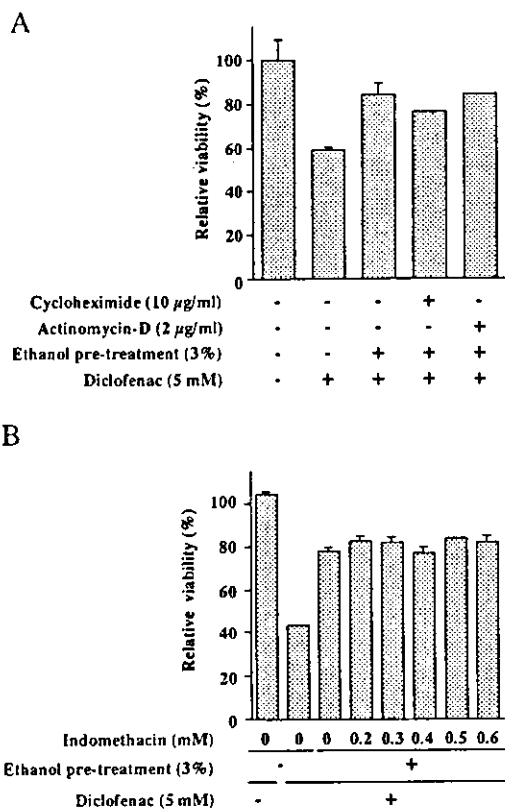 A
Relative viability (%)
100
80
60
40
20
0
Cycloheximide (10 µg/ml) - - - + -
Actinomycin-D (2 µg/ml) - - - - +
Ethanol pre-treatment (3%) - - + + +
Diclofenac (5 mM) - + + + +
B
Relative viability (%)
100
80
60
40
20
0
Indomethacin (mM) 0 0 0 0.2 0.3 0.4 0.5 0.6
Ethanol pre-treatment (3%) - +
Diclofenac (5 mM) - +